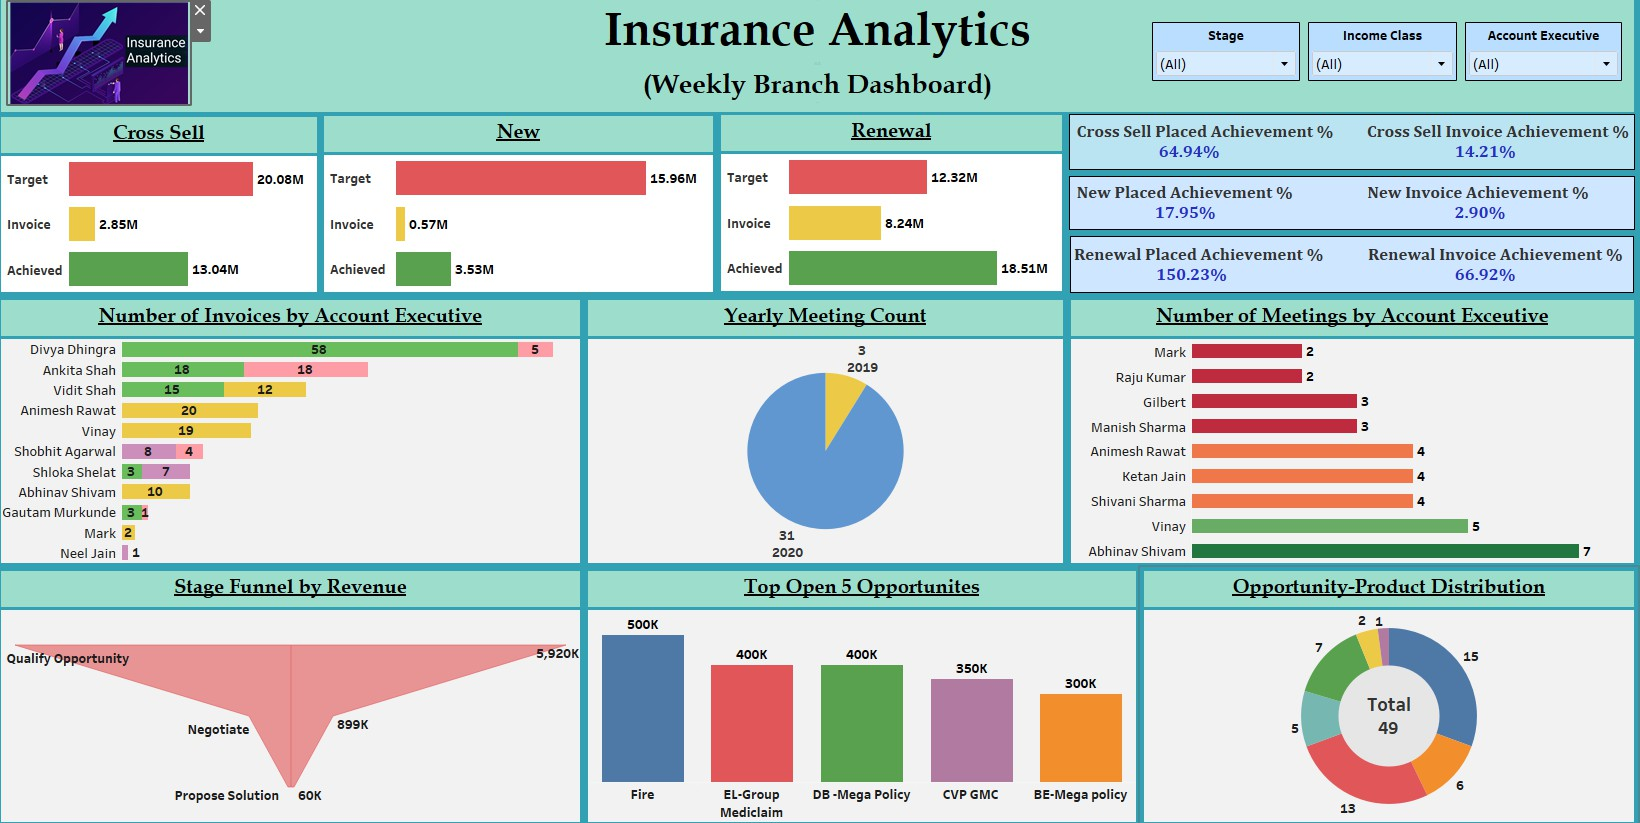 Insurance
Analytics
Insurance Analytics
(Weekly Branch Dashboard)
Stage
(All)
Income Class
(All)
Account Executive
(All)
Cross Sell
Target 20.08M
Invoice 2.85M
Achieved 13.04M
New
Target 15.96M
Invoice 0.57M
Achieved 3.53M
Renewal
Target 12.32M
Invoice 8.24M
Achieved 18.51M
Cross Sell Placed Achievement % Cross Sell Invoice Achievement %
64.94% 14.21%
New Placed Achievement % New Invoice Achievement %
17.95% 2.90%
Renewal Placed Achievement % Renewal Invoice Achievement %
150.23% 66.92%
Number of Invoices by Account Executive
Divya Dhingra 58 5
Ankita Shah 18 18
Vidit Shah 15 12
Animesh Rawat 20
Vinay 19
Shobhit Agarwal 8 4
Shloka Shelat 3 7
Abhinav Shivam 10
Gautam Murkunde 3 1
Mark 2
Neel Jain 1
Yearly Meeting Count
3
2019
31
2020
Number of Meetings by Account Exceutive
Mark 2
Raju Kumar 2
Gilbert 3
Manish Sharma 3
Animesh Rawat 4
Ketan Jain 4
Shivani Sharma 4
Vinay 5
Abhinav Shivam 7
Stage Funnel by Revenue
Qualify Opportunity 5,920K
Negotiate 899K
Propose Solution 60K
Top Open 5 Opportunites
500K
400K
400K
350K
300K
Fire
EL-Group
Mediclaim
DB -Mega Policy
CVP GMC
BE-Mega policy
Opportunity-Product Distribution
2 1
7
15
Total
49
5
6
13